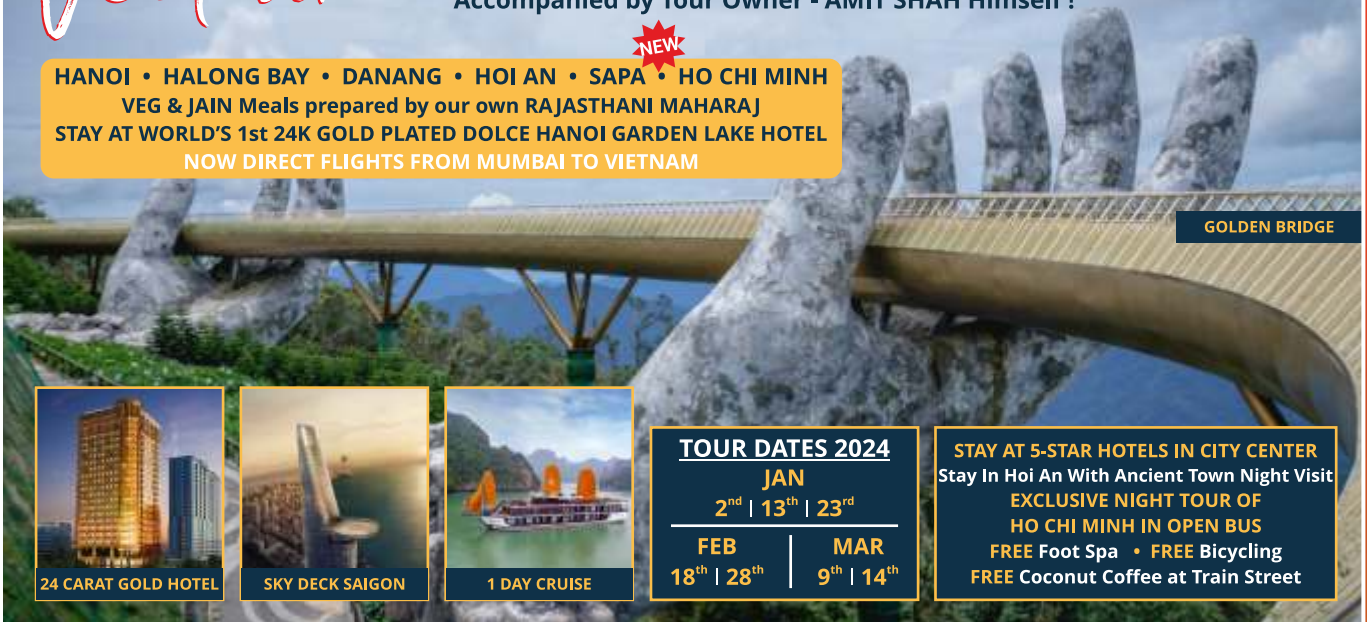 Accompanied by Tour Owner - AMIT SHAH Himself !
NEW
HANOI • HALONG BAY • DANANG • HOI AN • SAPA • HO CHI MINH
VEG & JAIN Meals prepared by our own RAJASTHANI MAHARAJ
STAY AT WORLD'S 1st 24K GOLD PLATED DOLCE HANOI GARDEN LAKE HOTEL
NOW DIRECT FLIGHTS FROM MUMBAI TO VIETNAM
GOLDEN BRIDGE
24 CARAT GOLD HOTEL
SKY DECK SAIGON
1 DAY CRUISE
TOUR DATES 2024
JAN
2nd | 13th | 23rd
FEB
18th | 28th
MAR
9th | 14th
STAY AT 5-STAR HOTELS IN CITY CENTER
Stay In Hoi An With Ancient Town Night Visit
EXCLUSIVE NIGHT TOUR OF
HO CHI MINH IN OPEN BUS
FREE Foot Spa • FREE Bicycling
FREE Coconut Coffee at Train Street